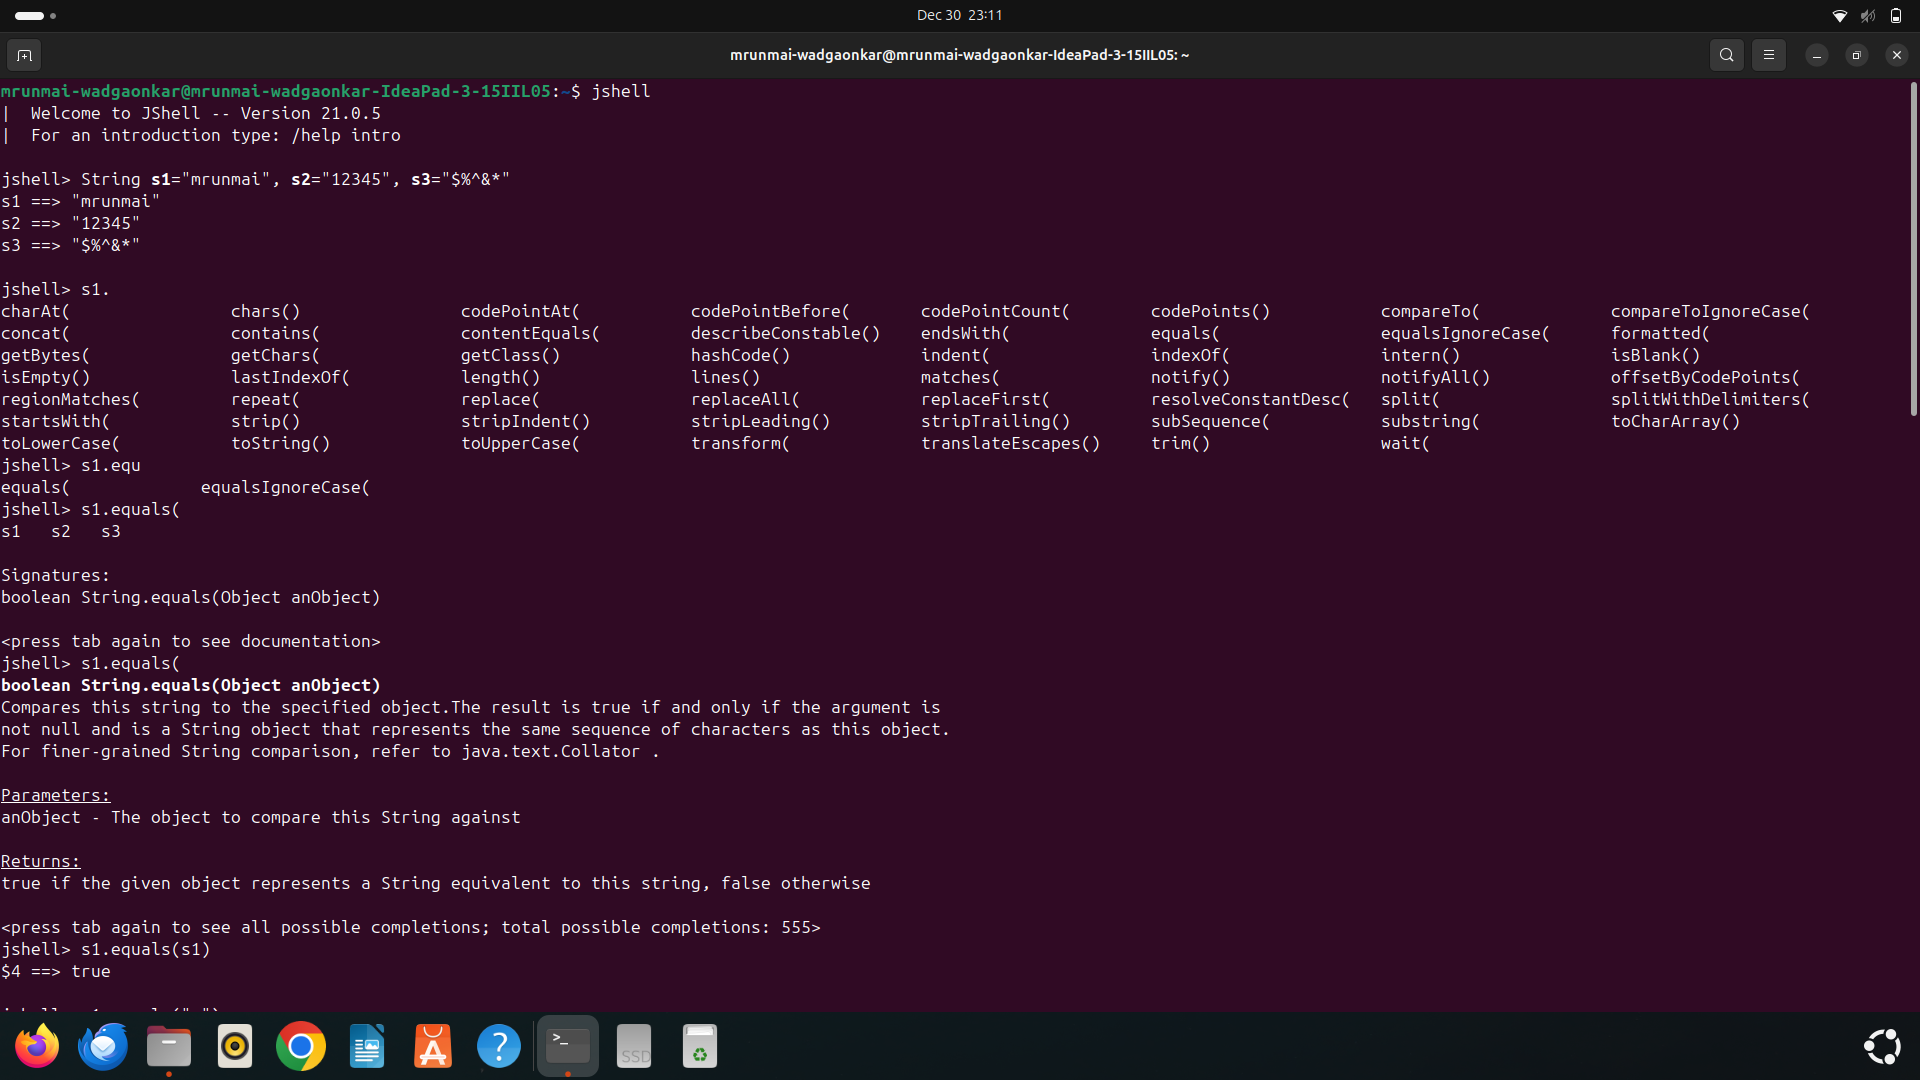 Dec 30 23:11
mrunmai-wadgaonkar@mrunmai-wadgaonkar-IdeaPad-3-15IIL05: ~
mrunmai-wadgaonkar@mrunmai-wadgaonkar-IdeaPad-3-15IIL05:~$ jshell
| Welcome to JShell -- Version 21.0.5
| For an introduction type: /help intro
jshell> String s1="mrunmai", s2="12345", s3="$%^&*"
s1 ==> "mrunmai"
s2 ==> "12345"
s3 ==> "$%^&*"
jshell> s1.
charAt( chars() codePointAt( codePointBefore( codePointCount( codePoints() compareTo( compareToIgnoreCase(
concat( contains( contentEquals( describeConstable() endsWith( equals( equalsIgnoreCase( formatted(
getBytes( getChars( getClass() hashCode() indent( indexOf( intern() isBlank()
isEmpty() lastIndexOf( length() lines() matches( notify() notifyAll() offsetByCodePoints(
regionMatches( repeat( replace( replaceAll( replaceFirst( resolveConstantDesc( split( splitWithDelimiters(
startsWith( strip() stripIndent() stripLeading() stripTrailing() subSequence( substring( toCharArray()
toLowerCase( toString() toUpperCase( transform( translateEscapes() trim() wait(
jshell> s1.equ
equals( equalsIgnoreCase(
jshell> s1.equals(
s1 s2 s3
Signatures:
boolean String.equals(Object anObject)
<press tab again to see documentation>
jshell> s1.equals(
boolean String.equals(Object anObject)
Compares this string to the specified object.The result is true if and only if the argument is
not null and is a String object that represents the same sequence of characters as this object.
For finer-grained String comparison, refer to java.text.Collator .
Parameters:
anObject - The object to compare this String against
Returns:
true if the given object represents a String equivalent to this string, false otherwise
<press tab again to see all possible completions; total possible completions: 555>
jshell> s1.equals(s1)
$4 ==> true
SSD